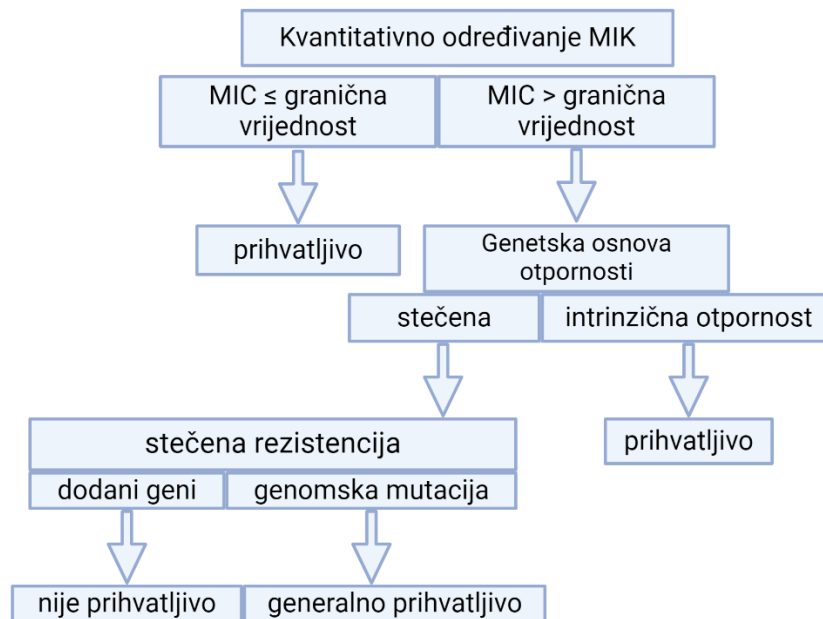 Kvantitativno određivanje MIK
MIC ≤ granična
vrijednost
MIC > granična
vrijednost
prihvatljivo
Genetska osnova
otpornosti
stečena
intrinzična otpornost
stečena rezistencija
prihvatljivo
dodani geni
genomska mutacija
nije prihvatljivo
generalno prihvatljivo